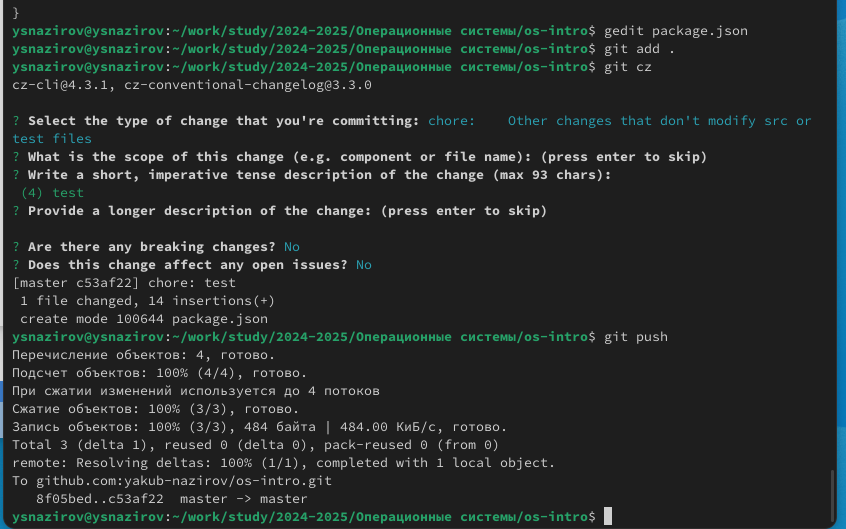 }
ysnazirov@ysnazirov:~/work/study/2024-2025/Операционные системы/os-intro$ gedit package.json
ysnazirov@ysnazirov:~/work/study/2024-2025/Операционные системы/os-intro$ git add .
ysnazirov@ysnazirov:~/work/study/2024-2025/Операционные системы/os-intro$ git cz
cz-cli@4.3.1, cz-conventional-changelog@3.3.0
? Select the type of change that you're committing: chore:    Other changes that don't modify src or
test files
? What is the scope of this change (e.g. component or file name): (press enter to skip)
? Write a short, imperative tense description of the change (max 93 chars):
 (4) test
? Provide a longer description of the change: (press enter to skip)
? Are there any breaking changes? No
? Does this change affect any open issues? No
[master c53af22] chore: test
 1 file changed, 14 insertions(+)
 create mode 100644 package.json
ysnazirov@ysnazirov:~/work/study/2024-2025/Операционные системы/os-intro$ git push
Перечисление объектов: 4, готово.
Подсчет объектов: 100% (4/4), готово.
При сжатии изменений используется до 4 потоков
Сжатие объектов: 100% (3/3), готово.
Запись объектов: 100% (3/3), 484 байта | 484.00 КиБ/с, готово.
Total 3 (delta 1), reused 0 (delta 0), pack-reused 0 (from 0)
remote: Resolving deltas: 100% (1/1), completed with 1 local object.
To github.com:yakub-nazirov/os-intro.git
   8f05bed..c53af22  master -> master
ysnazirov@ysnazirov:~/work/study/2024-2025/Операционные системы/os-intro$